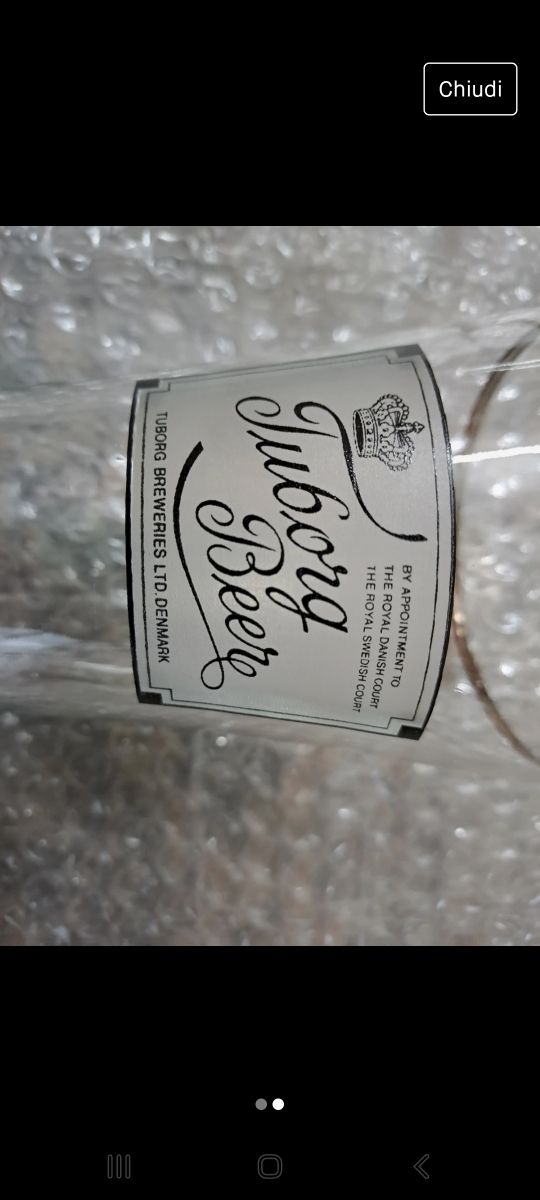 Chiudi
BY APPOINTMENT TO
THE ROYAL DANISH COURT
THE ROYAL SWEDISH COURT
Tuborg
Beer
TUBORG BREWERIES LTD. DENMARK